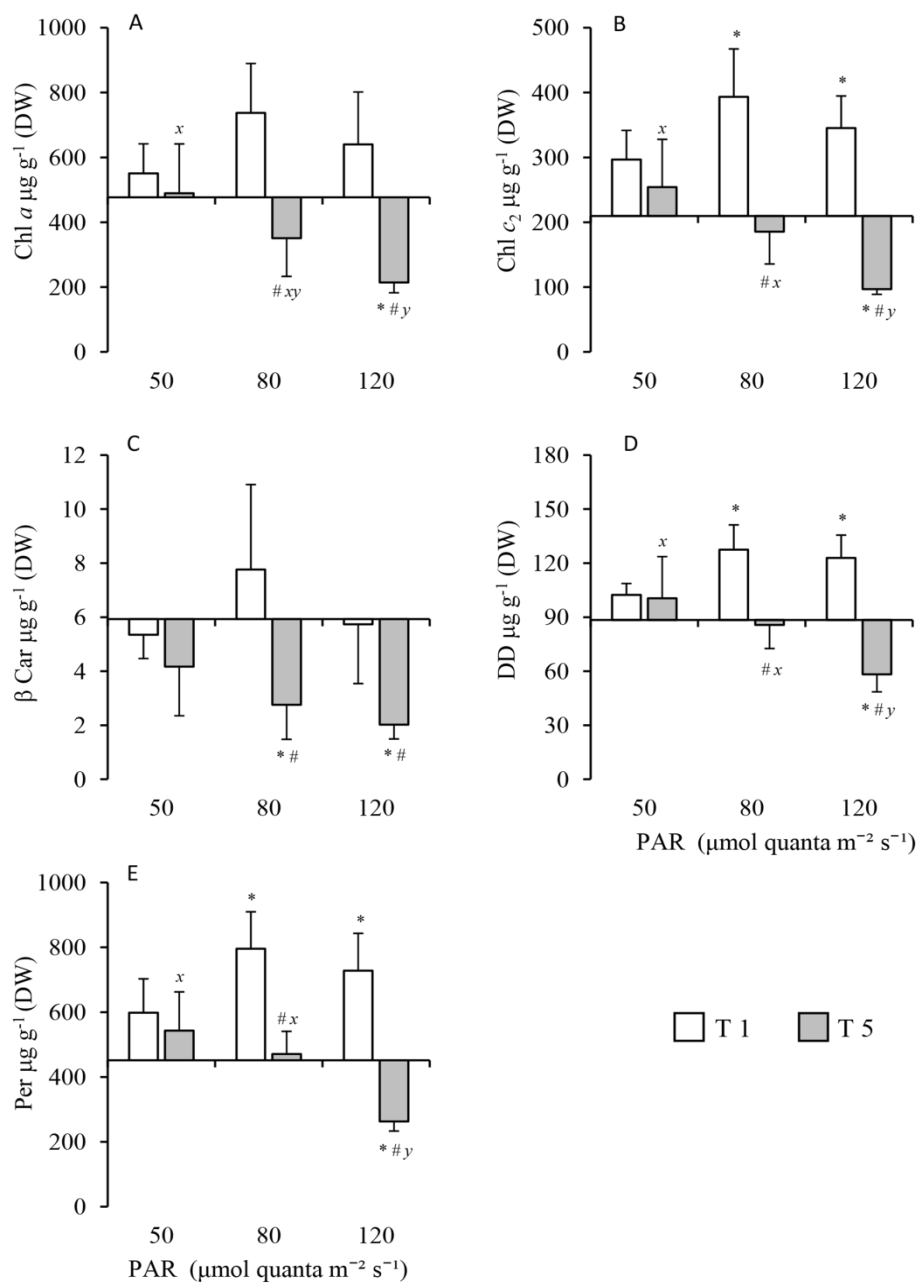 A
1000
800
600
400
200
0
Chl a µg g⁻¹ (DW)
x
# xy
* # y
50 80 120
B
500
400
300
200
100
0
Chl c₂ µg g⁻¹ (DW)
x
*
# x
*
* # y
50 80 120
C
12
10
8
6
4
2
0
β Car µg g⁻¹ (DW)
* #
* #
50 80 120
D
180
150
120
90
60
30
0
DD µg g⁻¹ (DW)
x
*
# x
*
* # y
50 80 120
PAR (µmol quanta m⁻² s⁻¹)
E
1000
800
600
400
200
0
Per µg g⁻¹ (DW)
x
*
# x
*
* # y
50 80 120
PAR (µmol quanta m⁻² s⁻¹)
T 1 T 5